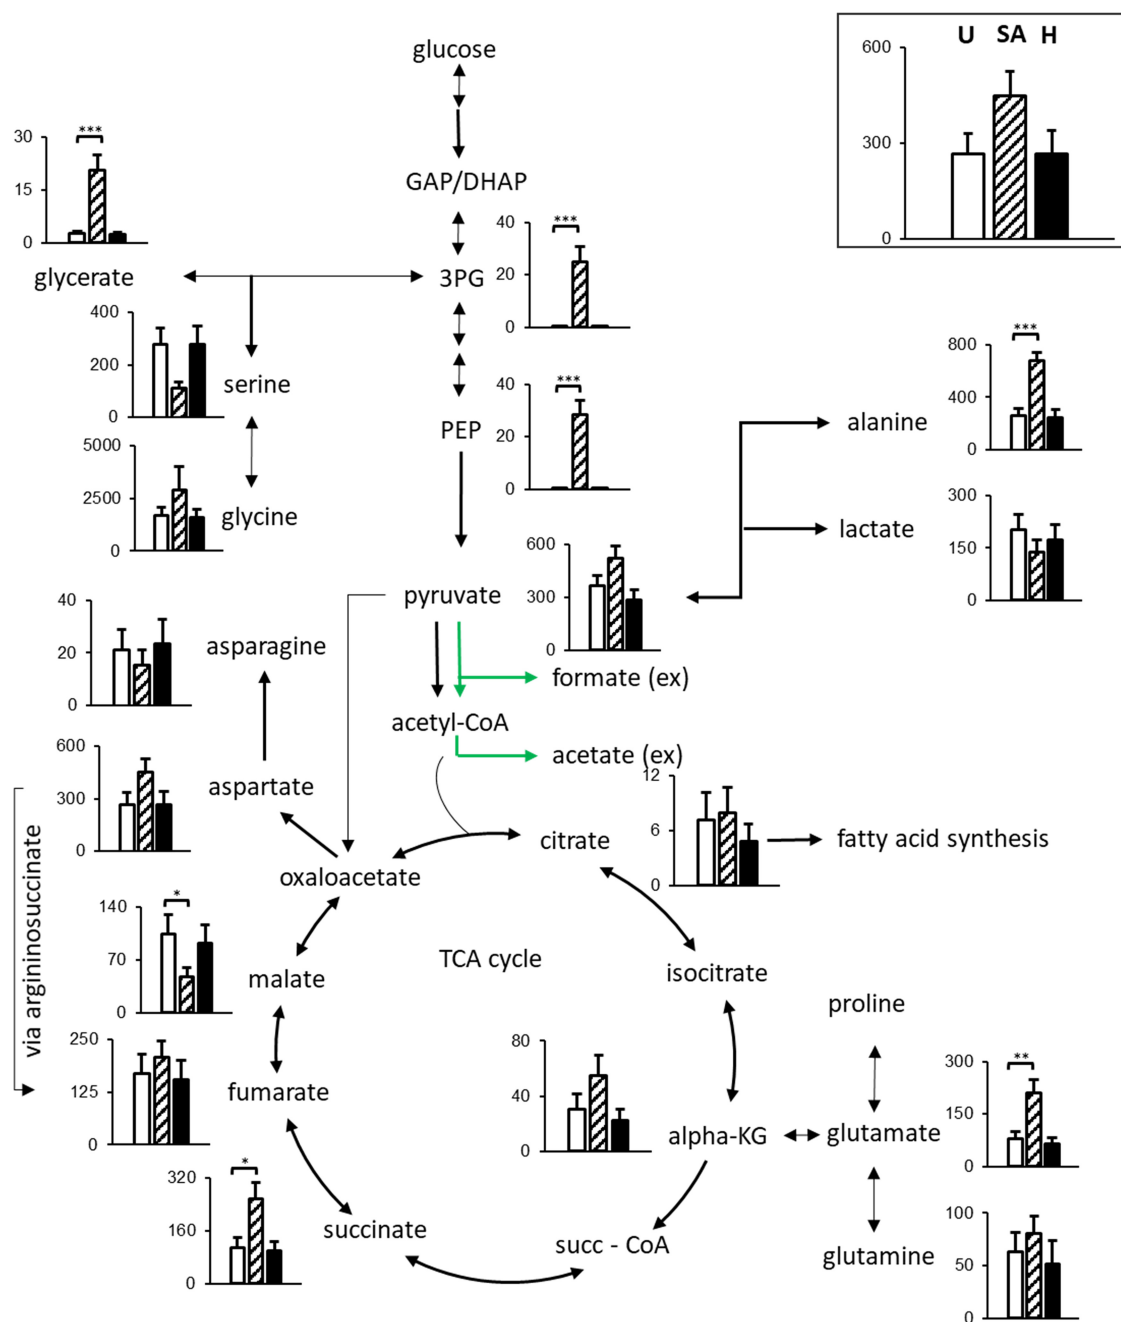 glucose
U SA H
600
300
0
***
30
15
0
GAP/DHAP
***
40
20
0
glycerate
3PG
400
200
0
serine
***
40
20
0
PEP
***
800
400
0
alanine
5000
2500
0
glycine
300
150
0
lactate
600
300
0
pyruvate
40
20
0
asparagine
formate (ex)
acetyl-CoA
acetate (ex)
600
300
0
aspartate
12
6
0
citrate
fatty acid synthesis
oxaloacetate
via argininosuccinate
*
140
70
0
malate
TCA cycle
isocitrate
proline
250
125
0
fumarate
80
40
0
alpha-KG
**
300
150
0
glutamate
*
320
160
0
succinate
succ - CoA
100
50
0
glutamine